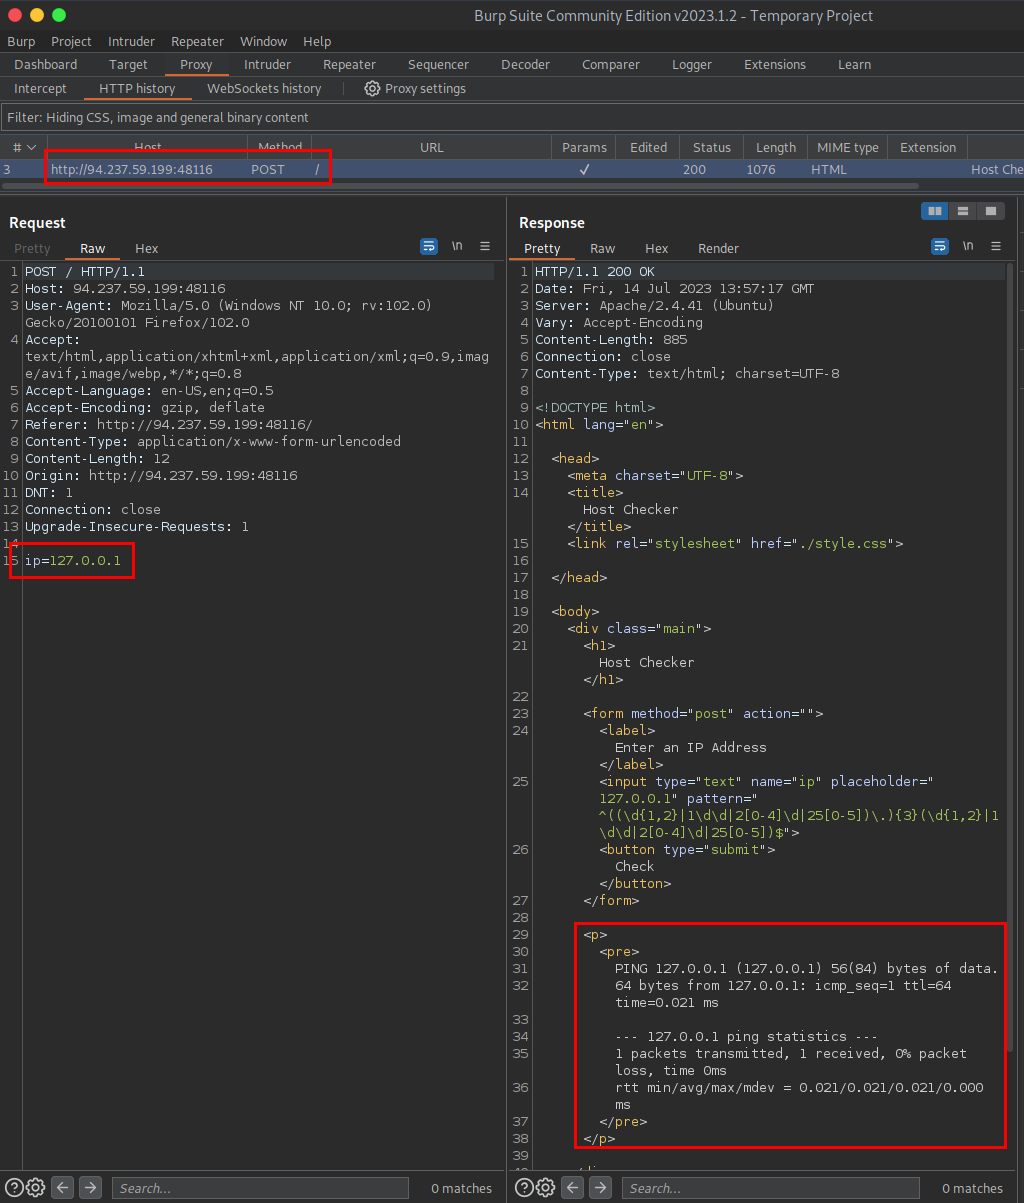 Burp Suite Community Edition v2023.1.2 - Temporary Project
Burp Project Intruder Repeater Window Help
Dashboard Target Proxy Intruder Repeater Sequencer Decoder Comparer Logger Extensions Learn
Intercept HTTP history WebSockets history Proxy settings
Filter: Hiding CSS, image and general binary content
# Host Method URL Params Edited Status Length MIME type Extension
3 http://94.237.59.199:48116 POST / ✓ 200 1076 HTML Host Che
Request
Pretty Raw Hex \n
1 POST / HTTP/1.1
2 Host: 94.237.59.199:48116
3 User-Agent: Mozilla/5.0 (Windows NT 10.0; rv:102.0)
Gecko/20100101 Firefox/102.0
4 Accept:
text/html,application/xhtml+xml,application/xml;q=0.9,imag
e/avif,image/webp,*/*;q=0.8
5 Accept-Language: en-US,en;q=0.5
6 Accept-Encoding: gzip, deflate
7 Referer: http://94.237.59.199:48116/
8 Content-Type: application/x-www-form-urlencoded
9 Content-Length: 12
10 Origin: http://94.237.59.199:48116
11 DNT: 1
12 Connection: close
13 Upgrade-Insecure-Requests: 1
14
15 ip=127.0.0.1
Search... 0 matches
Response
Pretty Raw Hex Render \n
1 HTTP/1.1 200 OK
2 Date: Fri, 14 Jul 2023 13:57:17 GMT
3 Server: Apache/2.4.41 (Ubuntu)
4 Vary: Accept-Encoding
5 Content-Length: 885
6 Connection: close
7 Content-Type: text/html; charset=UTF-8
8
9 <!DOCTYPE html>
10 <html lang="en">
11
12 <head>
13 <meta charset="UTF-8">
14 <title>
Host Checker
</title>
15 <link rel="stylesheet" href="./style.css">
16
17 </head>
18
19 <body>
20 <div class="main">
21 <h1>
Host Checker
</h1>
22
23 <form method="post" action="">
24 <label>
Enter an IP Address
</label>
25 <input type="text" name="ip" placeholder="
127.0.0.1" pattern="
^((\d{1,2}|1\d\d|2[0-4]\d|25[0-5])\.){3}(\d{1,2}|1
\d\d|2[0-4]\d|25[0-5])$">
26 <button type="submit">
Check
</button>
27 </form>
28
29 <p>
30 <pre>
31 PING 127.0.0.1 (127.0.0.1) 56(84) bytes of data.
32 64 bytes from 127.0.0.1: icmp_seq=1 ttl=64
time=0.021 ms
33
34 --- 127.0.0.1 ping statistics ---
35 1 packets transmitted, 1 received, 0% packet
loss, time 0ms
36 rtt min/avg/max/mdev = 0.021/0.021/0.021/0.000
ms
37 </pre>
38 </p>
39
Search... 0 matches